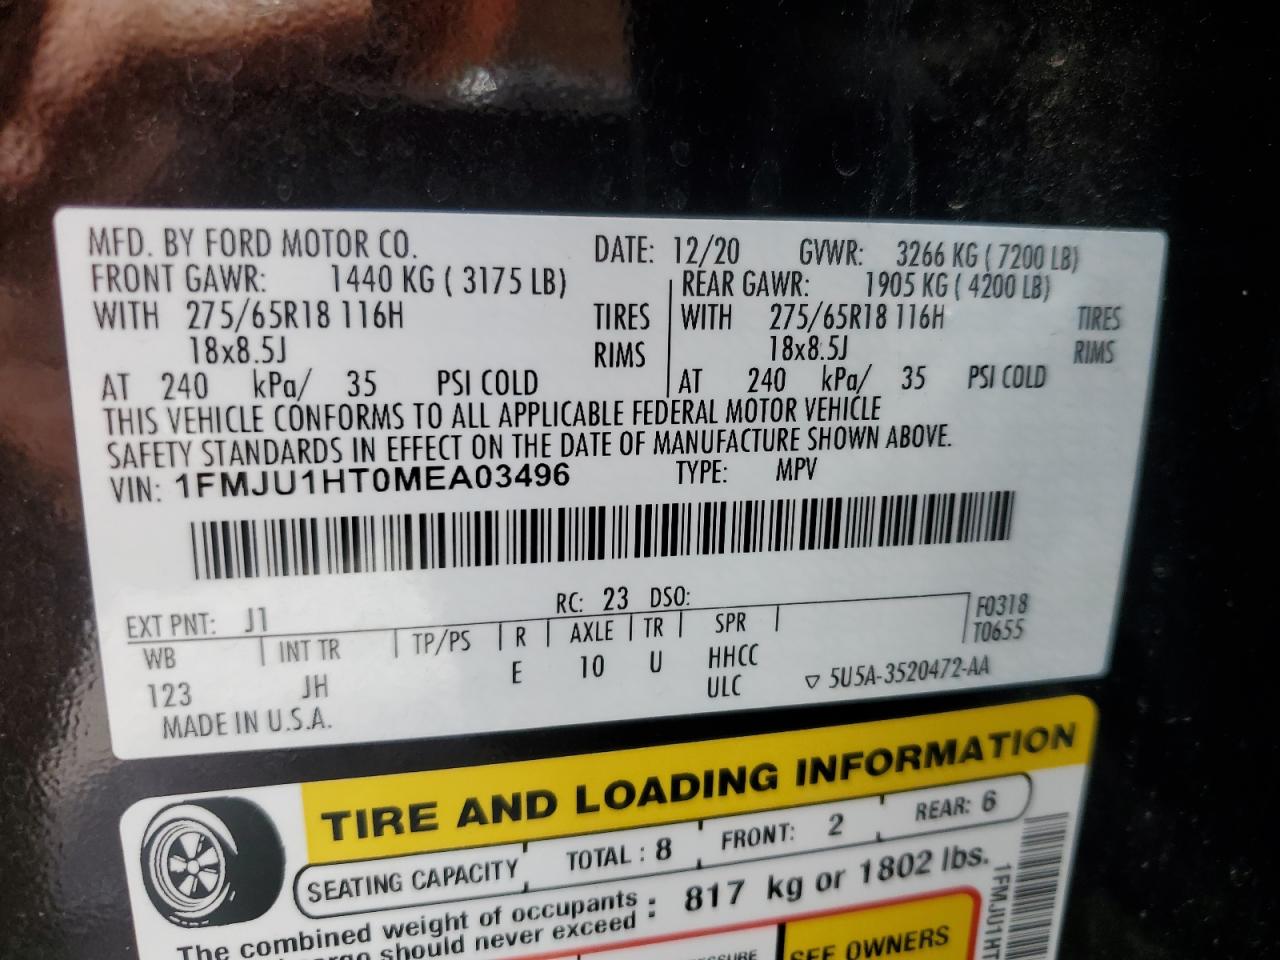 MFD. BY FORD MOTOR CO. DATE: 12/20 GVWR: 3266 KG ( 7200 LB)
FRONT GAWR: 1440 KG ( 3175 LB) REAR GAWR: 1905 KG ( 4200 LB)
WITH 275/65R18 116H TIRES WITH 275/65R18 116H TIRES
18x8.5J RIMS 18x8.5J RIMS
AT 240 kPa/ 35 PSI COLD AT 240 kPa/ 35 PSI COLD
THIS VEHICLE CONFORMS TO ALL APPLICABLE FEDERAL MOTOR VEHICLE
SAFETY STANDARDS IN EFFECT ON THE DATE OF MANUFACTURE SHOWN ABOVE.
VIN: 1FMJU1HT0MEA03496 TYPE: MPV
EXT PNT: J1 RC: 23 DSO: F0318
WB INT TR TP/PS R AXLE TR SPR T0655
123 JH E 10 U HHCC
ULC ▽ 5U5A-3520472-AA
MADE IN U.S.A.
TIRE AND LOADING INFORMATION
SEATING CAPACITY TOTAL : 8 FRONT: 2 REAR: 6
The combined weight of occupants
should never exceed : 817 kg or 1802 lbs.
SEE OWNERS
1FMJU1HT